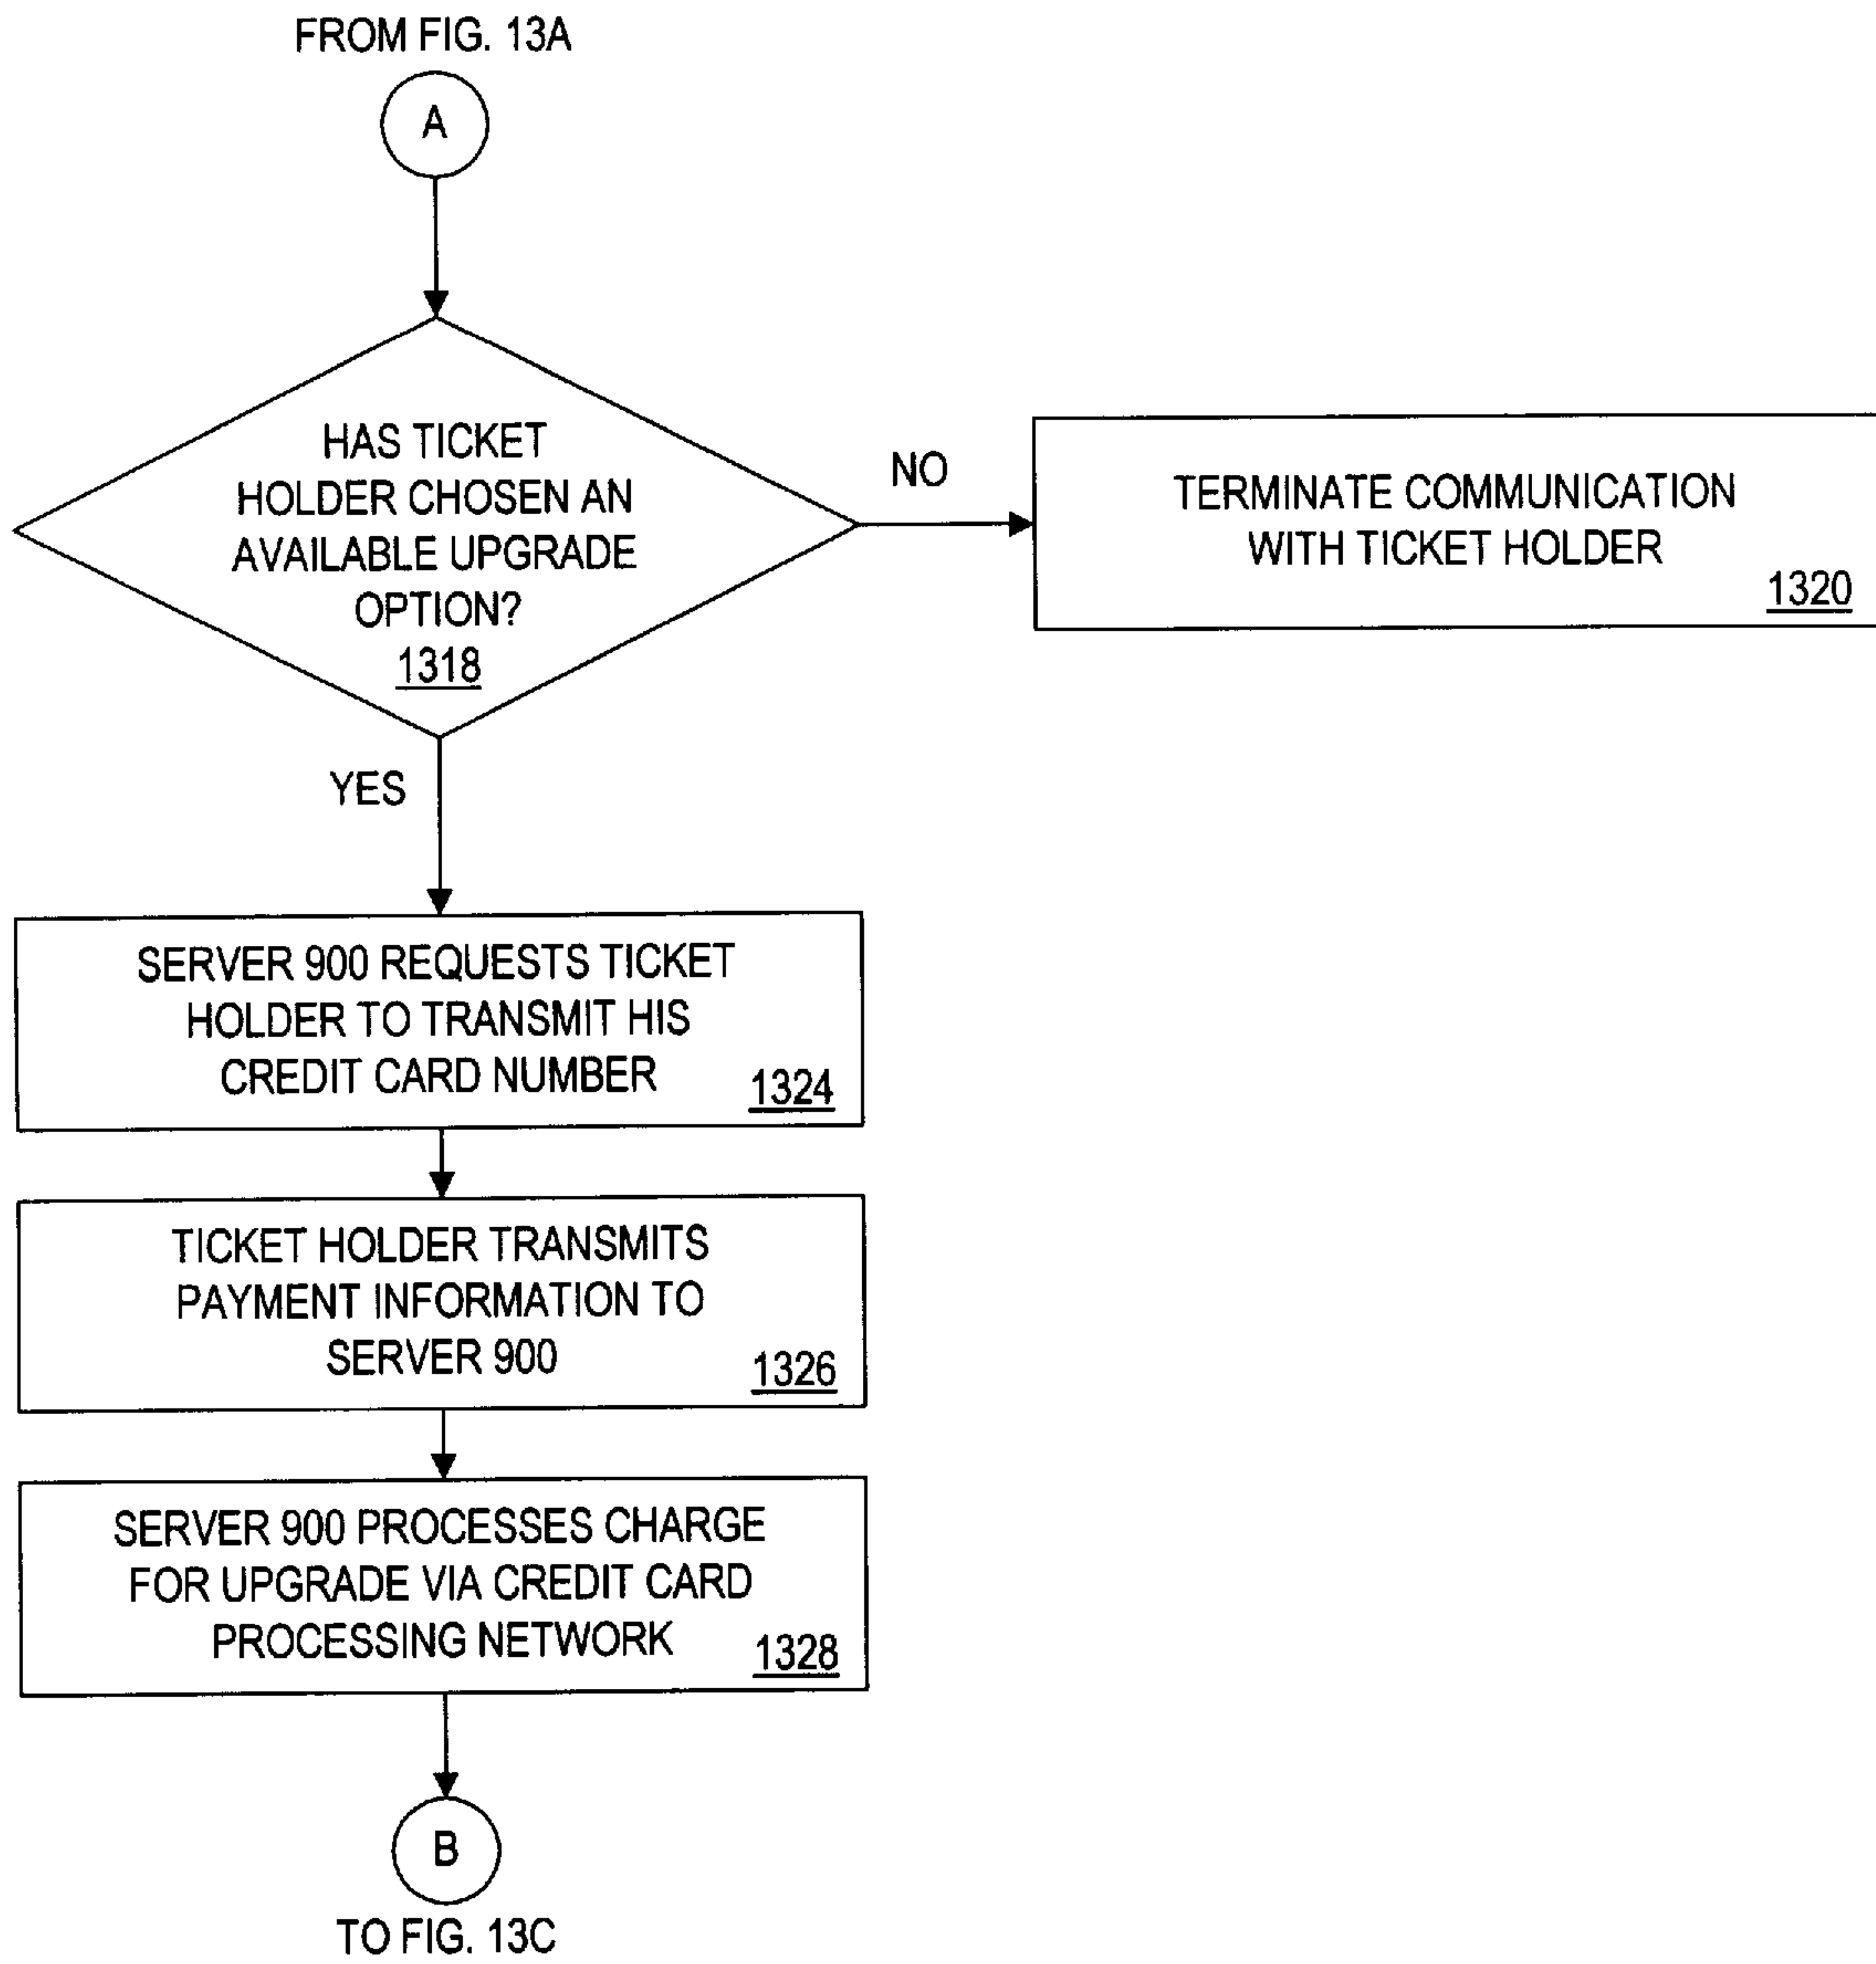 FROM FIG. 13A
A
HAS TICKET
HOLDER CHOSEN AN
AVAILABLE UPGRADE
OPTION?
1318
NO
TERMINATE COMMUNICATION
WITH TICKET HOLDER
1320
YES
SERVER 900 REQUESTS TICKET
HOLDER TO TRANSMIT HIS
CREDIT CARD NUMBER
1324
TICKET HOLDER TRANSMITS
PAYMENT INFORMATION TO
SERVER 900
1326
SERVER 900 PROCESSES CHARGE
FOR UPGRADE VIA CREDIT CARD
PROCESSING NETWORK
1328
B
TO FIG. 13C